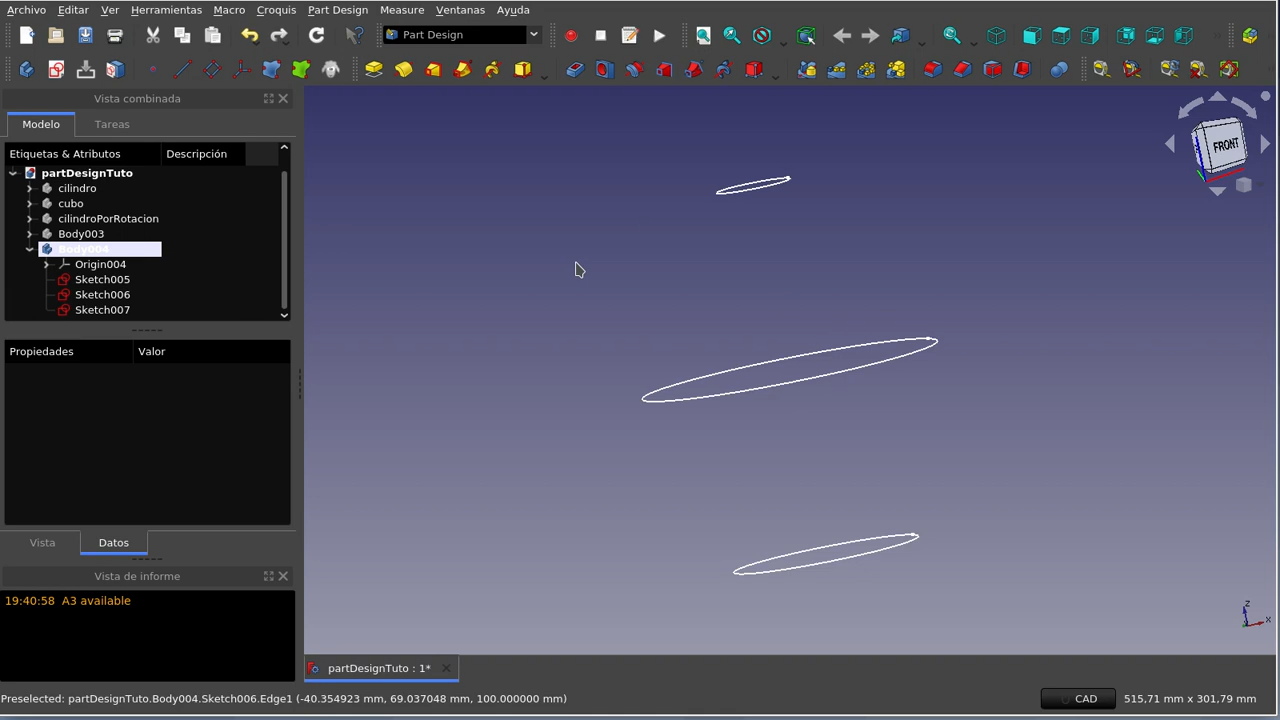 Archivo Editar Ver Herramientas Macro Croquis Part Design Measure Ventanas Ayuda
Part Design
Vista combinada
Modelo Tareas
Etiquetas & Atributos Descripción
partDesignTuto
cilindro
cubo
cilindroPorRotacion
Body003
Body004
Origin004
Sketch005
Sketch006
Sketch007
Propiedades Valor
Vista Datos
Vista de informe
19:40:58 A3 available
FRONT
z
x
partDesignTuto : 1*
Preselected: partDesignTuto.Body004.Sketch006.Edge1 (-40.354923 mm, 69.037048 mm, 100.000000 mm)
CAD 515,71 mm x 301,79 mm